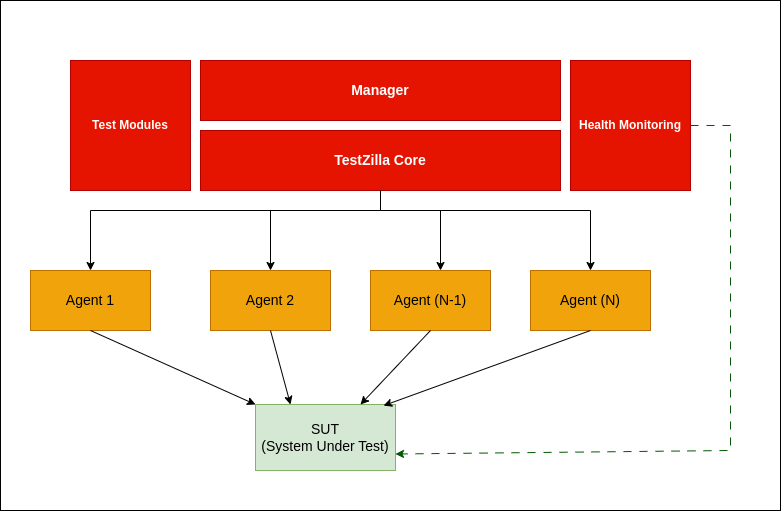 Test Modules
Manager
TestZilla Core
Health Monitoring
Agent 1
Agent 2
Agent (N-1)
Agent (N)
SUT
(System Under Test)